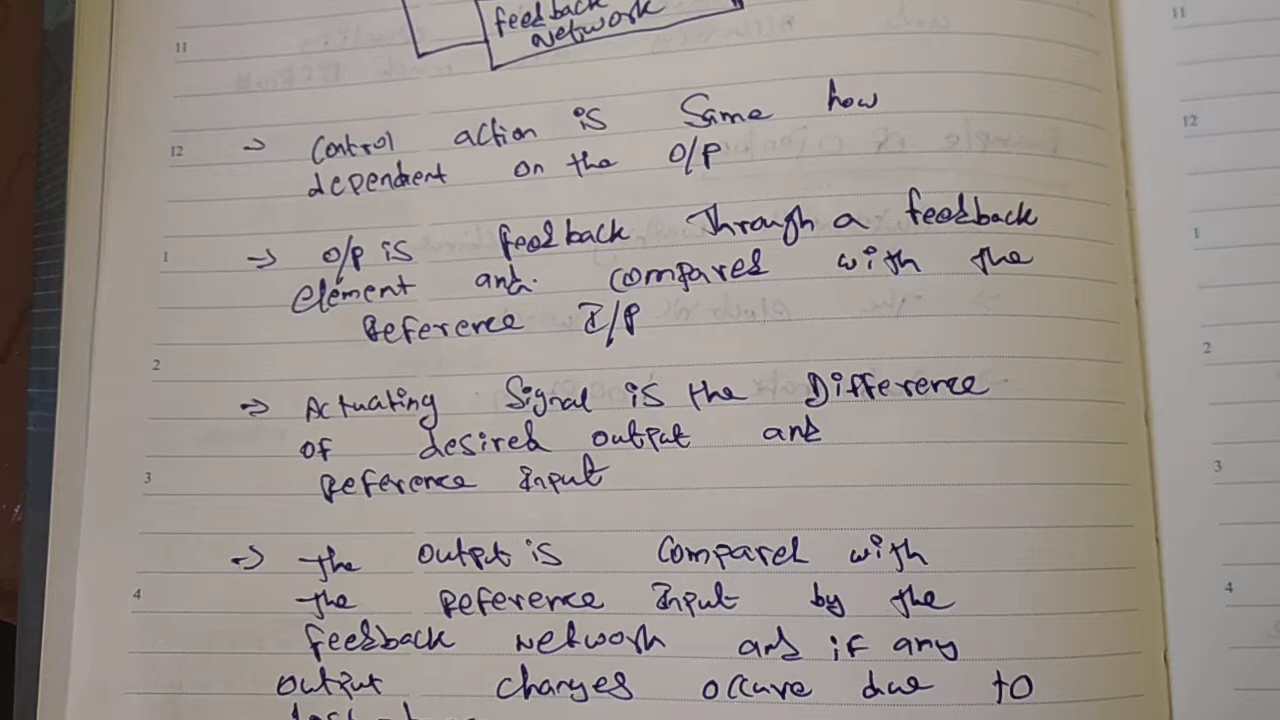 11
feedback
network
11
12
→ Control action is Same how
dependent on the O/P
12
1
→ O/P is feedback Through a feedback
element and compared with the
Reference I/P
1
2
→ Actuating Signal is the Difference
of desired output and
Reference Input
2
3
→ the output is Compared with
the Reference Input by the
feedback network and if any
output changes occure due to
3
4
4